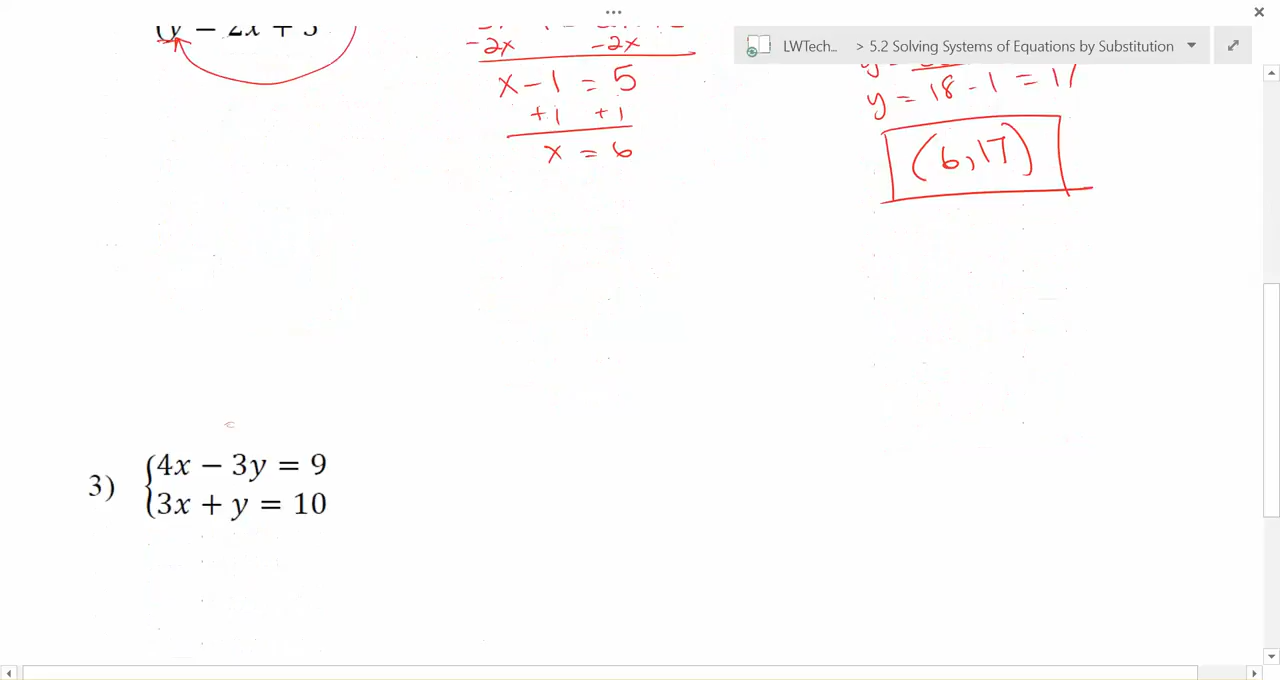 LWTech... > 5.2 Solving Systems of Equations by Substitution
-2x -2x
x - 1 = 5
+1 +1
x = 6
y = 18 - 1 = 17
(6, 17)
3) {4x − 3y = 9
3x + y = 10